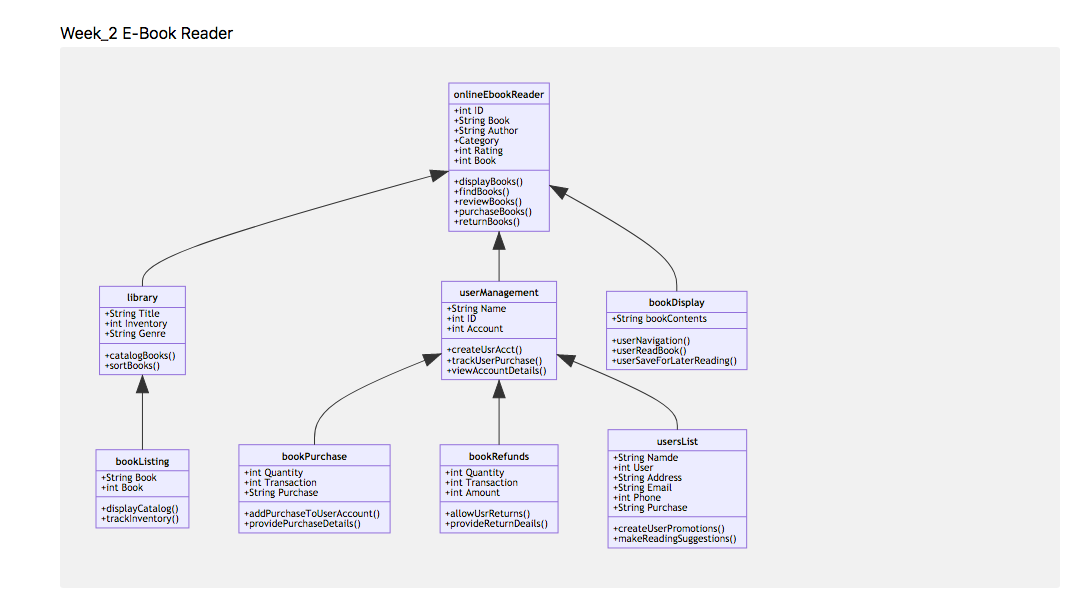 Week_2 E-Book Reader
onlineEbookReader
+int ID
+String Book
+String Author
+Category
+int Rating
+int Book
+displayBooks()
+findBooks()
+reviewBooks()
+purchaseBooks()
+returnBooks()
library
+String Title
+int Inventory
+String Genre
+catalogBooks()
+sortBooks()
userManagement
+String Name
+int ID
+int Account
+createUsrAcct()
+trackUserPurchase()
+viewAccountDetails()
bookDisplay
+String bookContents
+userNavigation()
+userReadBook()
+userSaveForLaterReading()
bookListing
+String Book
+int Book
+displayCatalog()
+trackInventory()
bookPurchase
+int Quantity
+int Transaction
+String Purchase
+addPurchaseToUserAccount()
+providePurchaseDetails()
bookRefunds
+int Quantity
+int Transaction
+int Amount
+allowUsrReturns()
+provideReturnDeails()
usersList
+String Namde
+int User
+String Address
+String Email
+int Phone
+String Purchase
+createUserPromotions()
+makeReadingSuggestions()